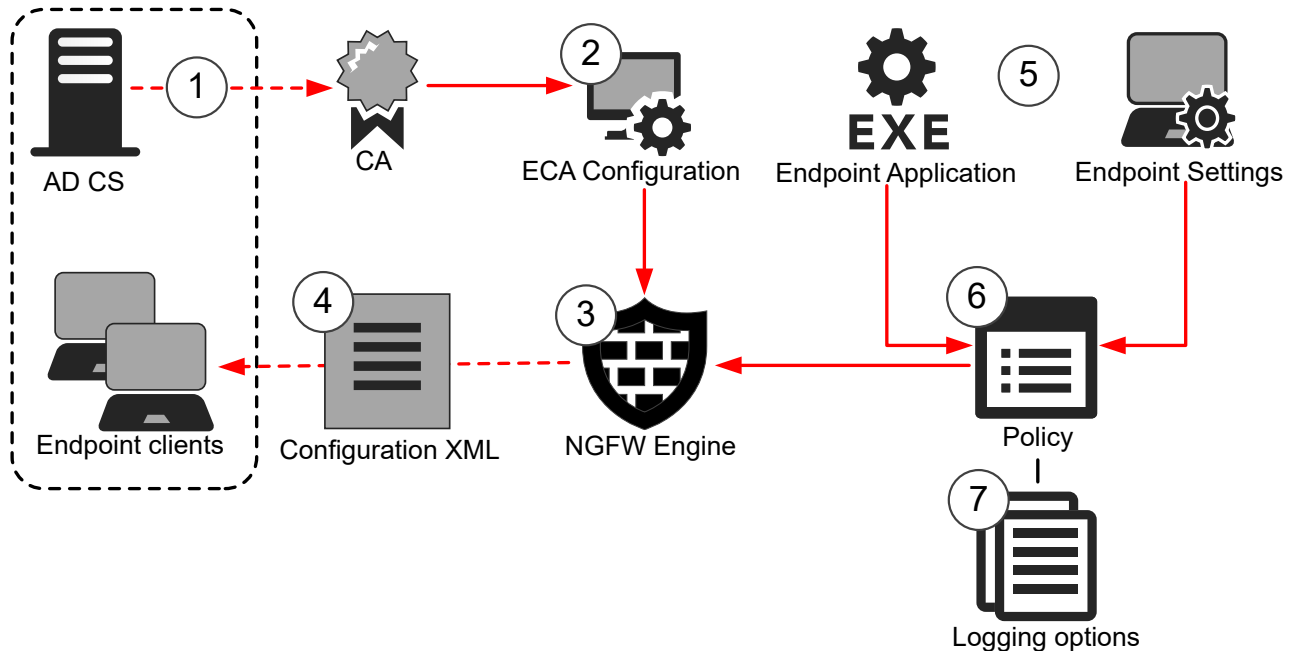 1
2
5
EXE
CA
ECA Configuration
Endpoint Application
Endpoint Settings
AD CS
4
3
6
Endpoint clients
Configuration XML
NGFW Engine
Policy
7
Logging options